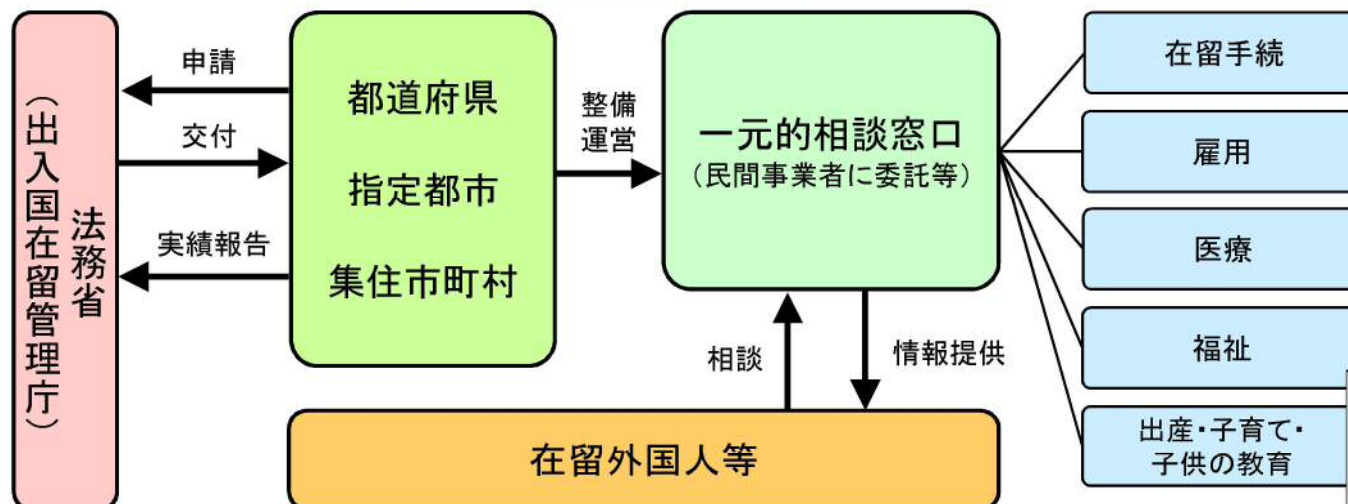 法務省
(出入国在留管理庁)
申請
交付
実績報告
都道府県
指定都市
集住市町村
整備
運営
一元的相談窓口
(民間事業者に委託等)
相談
情報提供
在留外国人等
在留手続
雇用
医療
福祉
出産・子育て・
子供の教育